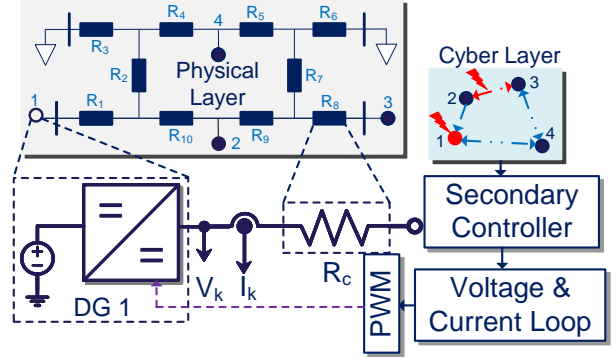 R4
4
R5
R6
R3
Cyber Layer
R2
Physical
Layer
R7
3
2
1
R1
R8
3
1
4
R10
2
R9
Secondary
Controller
Vk
Ik
Rc
DG 1
PWM
Voltage &
Current Loop